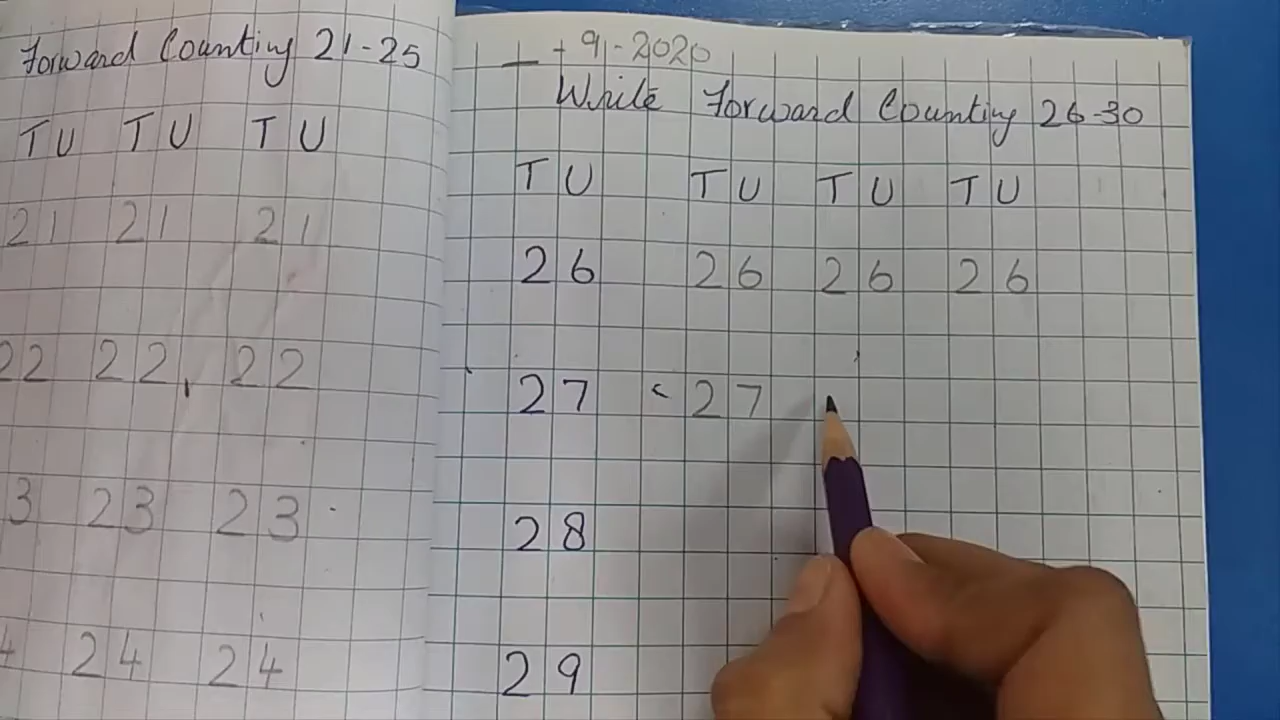 Forward Counting 21-25
T U T U T U
21 21 21
22 22, 22
3 23 23
4 24 24
-9-2020
Write Forward Counting 26-30
T U T U T U T U
26 26 26 26
27 27
28
29